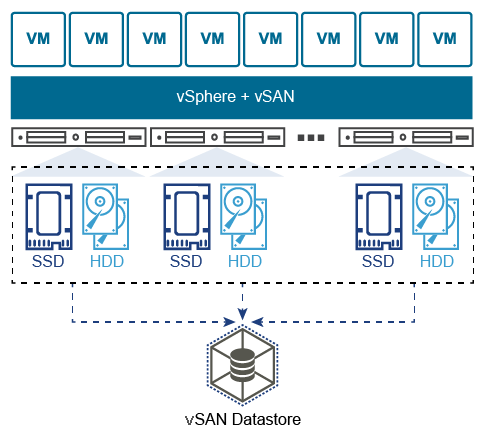 VM VM VM VM VM VM VM VM
vSphere + vSAN
SSD HDD SSD HDD SSD HDD
vSAN Datastore